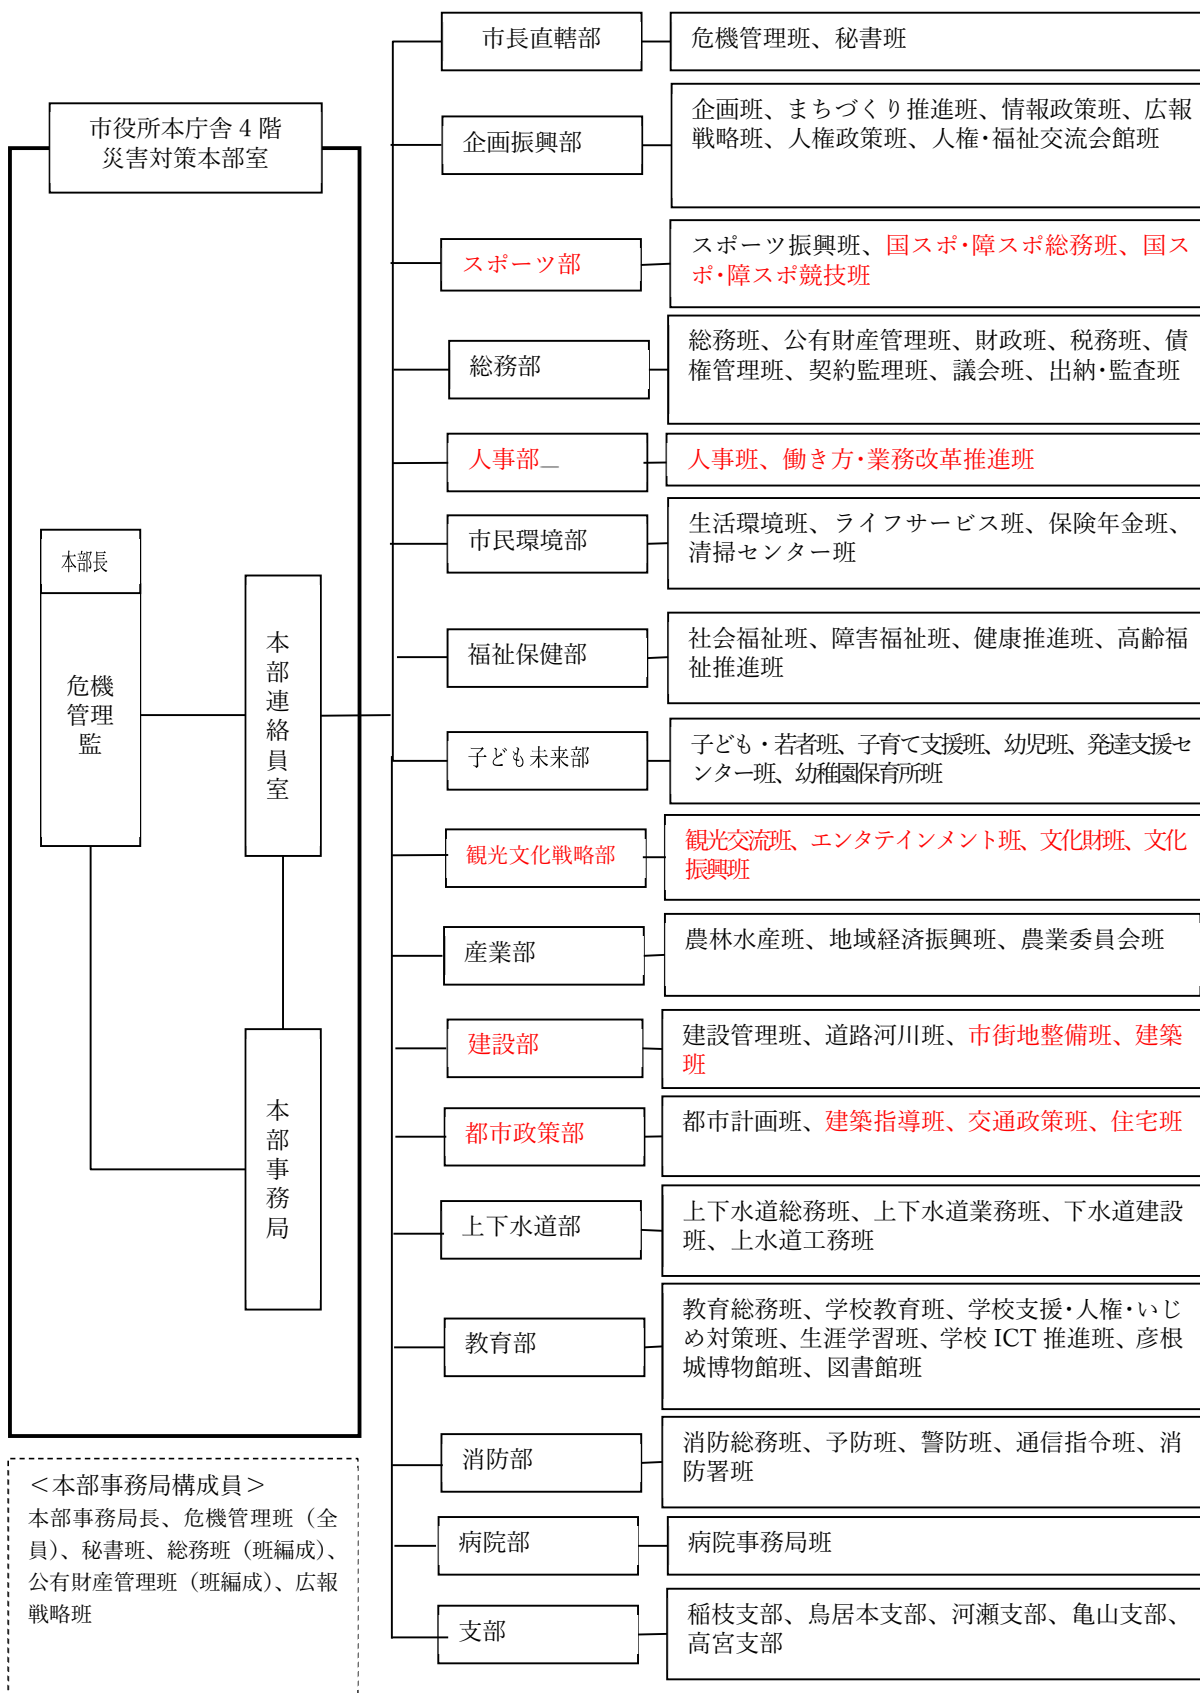 市役所本庁舎 4 階
災害対策本部室
本部長
危機
管理
監
本部連絡員室
本部事務局
＜本部事務局構成員＞
本部事務局長、危機管理班（全
員）、秘書班、総務班（班編成）、
公有財産管理班（班編成）、広報
戦略班
市長直轄部
危機管理班、秘書班
企画振興部
企画班、まちづくり推進班、情報政策班、広報
戦略班、人権政策班、人権・福祉交流会館班
スポーツ部
スポーツ振興班、国スポ・障スポ総務班、国ス
ポ・障スポ競技班
総務部
総務班、公有財産管理班、財政班、税務班、債
権管理班、契約監理班、議会班、出納・監査班
人事部_
人事班、働き方・業務改革推進班
市民環境部
生活環境班、ライフサービス班、保険年金班、
清掃センター班
福祉保健部
社会福祉班、障害福祉班、健康推進班、高齢福
祉推進班
子ども未来部
子ども・若者班、子育て支援班、幼児班、発達支援セ
ンター班、幼稚園保育所班
観光文化戦略部
観光交流班、エンタテインメント班、文化財班、文化
振興班
産業部
農林水産班、地域経済振興班、農業委員会班
建設部
建設管理班、道路河川班、市街地整備班、建築
班
都市政策部
都市計画班、建築指導班、交通政策班、住宅班
上下水道部
上下水道総務班、上下水道業務班、下水道建設
班、上水道工務班
教育部
教育総務班、学校教育班、学校支援・人権・いじ
め対策班、生涯学習班、学校 ICT 推進班、彦根
城博物館班、図書館班
消防部
消防総務班、予防班、警防班、通信指令班、消
防署班
病院部
病院事務局班
支部
稲枝支部、鳥居本支部、河瀬支部、亀山支部、
高宮支部